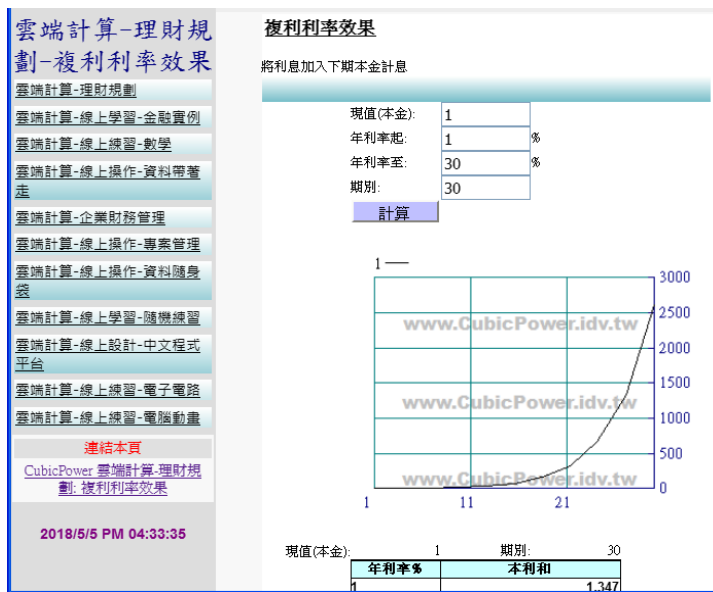 雲端計算-理財規
劃-複利利率效果
雲端計算-理財規劃
雲端計算-線上學習-金融實例
雲端計算-線上練習-數學
雲端計算-線上操作-資料帶著
走
雲端計算-企業財務管理
雲端計算-線上操作-專案管理
雲端計算-線上操作-資料隨身
袋
雲端計算-線上學習-隨機練習
雲端計算-線上設計-中文程式
平台
雲端計算-線上練習-電子電路
雲端計算-線上練習-電腦動畫
連結本頁
CubicPower 雲端計算-理財規
劃: 複利利率效果
2018/5/5 PM 04:33:35
複利利率效果
將利息加入下期本金計息
現值(本金): 1
年利率起: 1 %
年利率至: 30 %
期別: 30
計算
1
3000
www.CubicPower.idv.tw 2500
2000
1500
www.CubicPower.idv.tw 1000
500
www.CubicPower.idv.tw 0
1 11 21
現值(本金): 1 期別: 30
年利率% 本利和
1 1.347